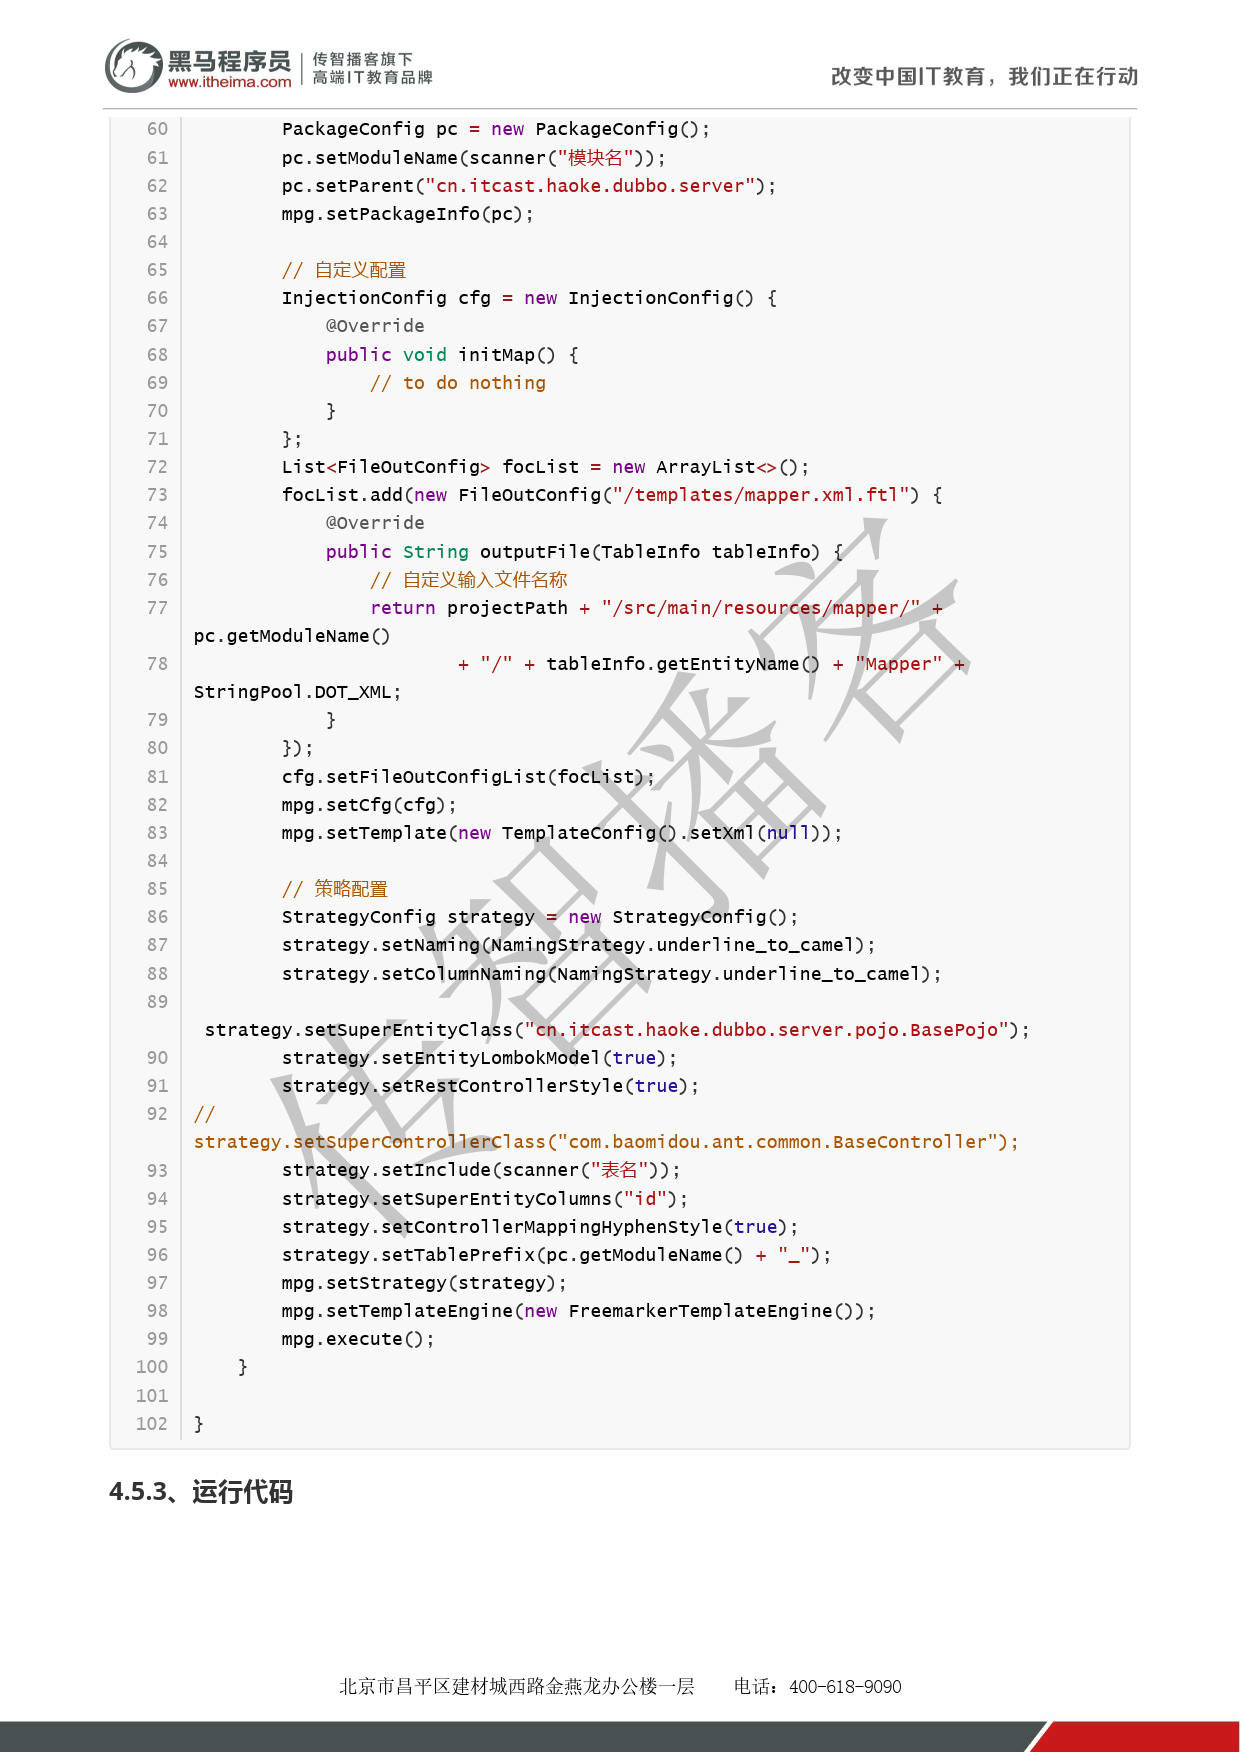 黑马程序员 传智播客旗下
www.itheima.com 高端IT教育品牌
改变中国IT教育，我们正在行动
60         PackageConfig pc = new PackageConfig();
61         pc.setModuleName(scanner("模块名"));
62         pc.setParent("cn.itcast.haoke.dubbo.server");
63         mpg.setPackageInfo(pc);
64
65         // 自定义配置
66         InjectionConfig cfg = new InjectionConfig() {
67             @Override
68             public void initMap() {
69                 // to do nothing
70             }
71         };
72         List<FileOutConfig> focList = new ArrayList<>();
73         focList.add(new FileOutConfig("/templates/mapper.xml.ftl") {
74             @Override
75             public String outputFile(TableInfo tableInfo) {
76                 // 自定义输入文件名称
77                 return projectPath + "/src/main/resources/mapper/" +
pc.getModuleName()
78                         + "/" + tableInfo.getEntityName() + "Mapper" +
StringPool.DOT_XML;
79             }
80         });
81         cfg.setFileOutConfigList(focList);
82         mpg.setCfg(cfg);
83         mpg.setTemplate(new TemplateConfig().setXml(null));
84
85         // 策略配置
86         StrategyConfig strategy = new StrategyConfig();
87         strategy.setNaming(NamingStrategy.underline_to_camel);
88         strategy.setColumnNaming(NamingStrategy.underline_to_camel);
89
 strategy.setSuperEntityClass("cn.itcast.haoke.dubbo.server.pojo.BasePojo");
90         strategy.setEntityLombokModel(true);
91         strategy.setRestControllerStyle(true);
92 //
strategy.setSuperControllerClass("com.baomidou.ant.common.BaseController");
93         strategy.setInclude(scanner("表名"));
94         strategy.setSuperEntityColumns("id");
95         strategy.setControllerMappingHyphenStyle(true);
96         strategy.setTablePrefix(pc.getModuleName() + "_");
97         mpg.setStrategy(strategy);
98         mpg.setTemplateEngine(new FreemarkerTemplateEngine());
99         mpg.execute();
100     }
101
102 }
传智播客
4.5.3、运行代码
北京市昌平区建材城西路金燕龙办公楼一层 电话：400-618-9090